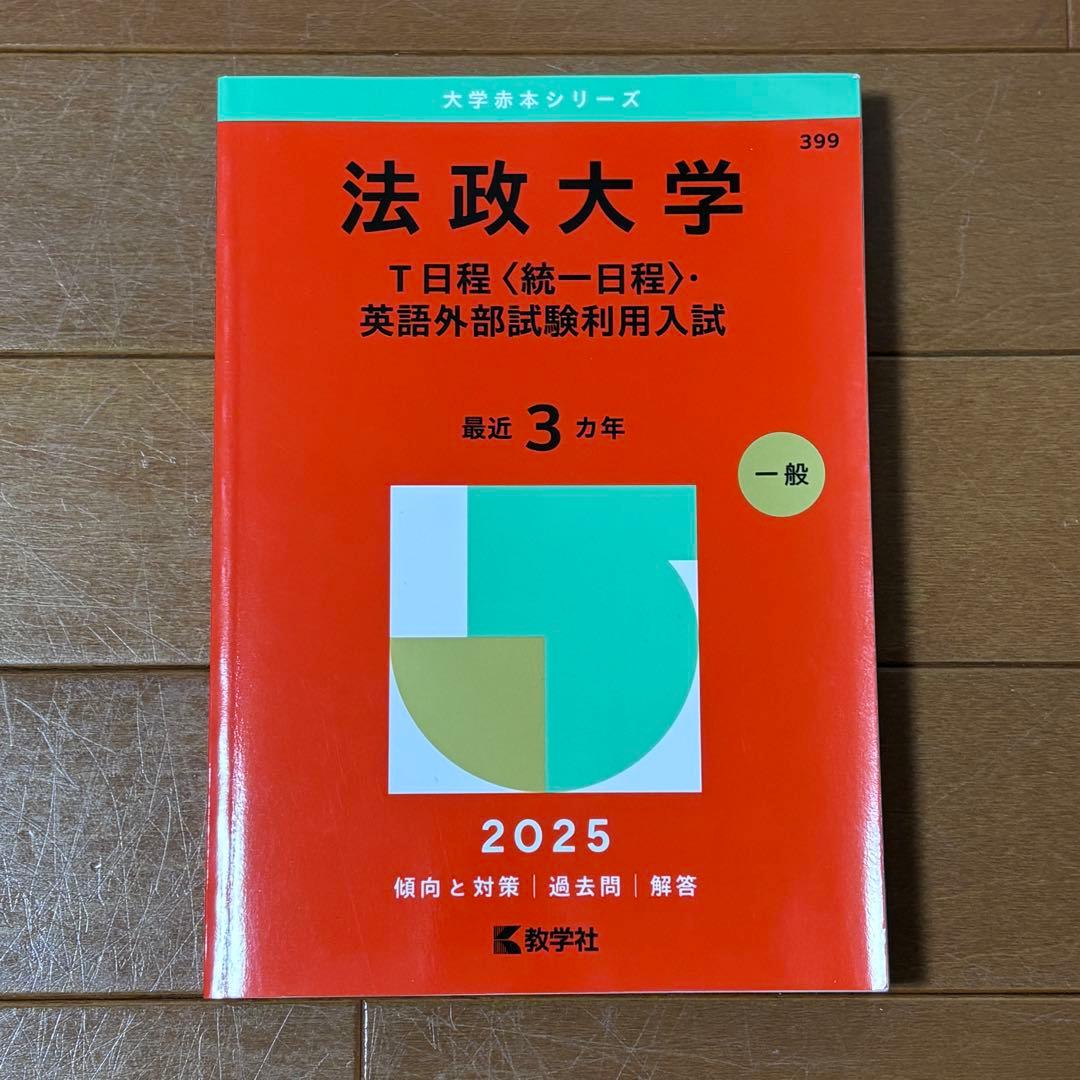 大学赤本シリーズ
399
法政大学
T日程〈統一日程〉・
英語外部試験利用入試
最近3カ年
一般
2025
傾向と対策|過去問|解答
教学社